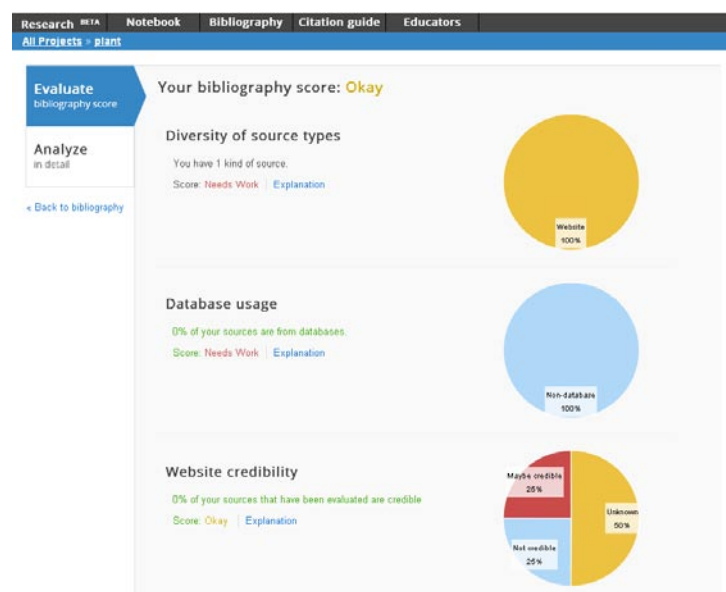 Research BETA Notebook Bibliography Citation guide Educators
All Projects » plant
Evaluate
bibliography score
Analyze
in detail
« Back to bibliography
Your bibliography score: Okay
Diversity of source types
You have 1 kind of source.
Score: Needs Work | Explanation
Website
100%
Database usage
0% of your sources are from databases.
Score: Needs Work | Explanation
Non-database
100%
Website credibility
0% of your sources that have been evaluated are credible
Score: Okay | Explanation
Maybe credible
25%
Unknown
50%
Not credible
25%